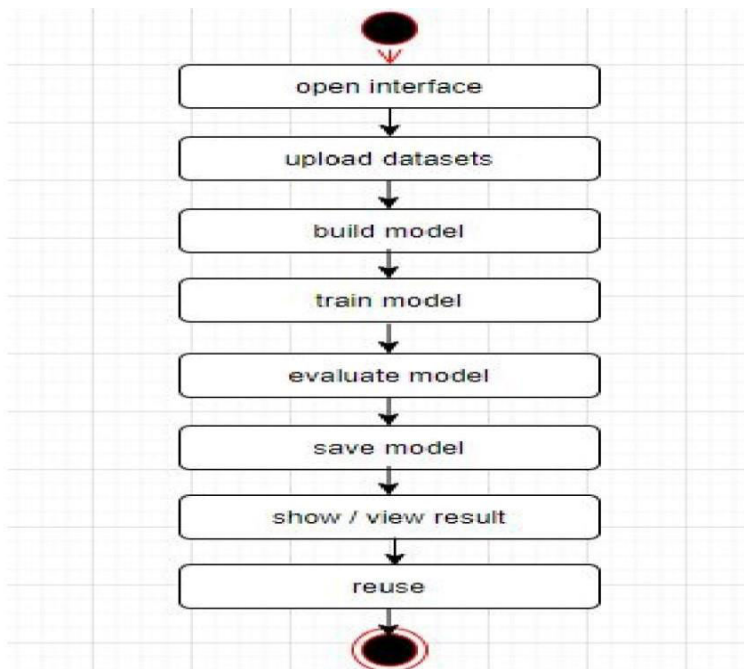 open interface
upload datasets
build model
train model
evaluate model
save model
show / view result
reuse